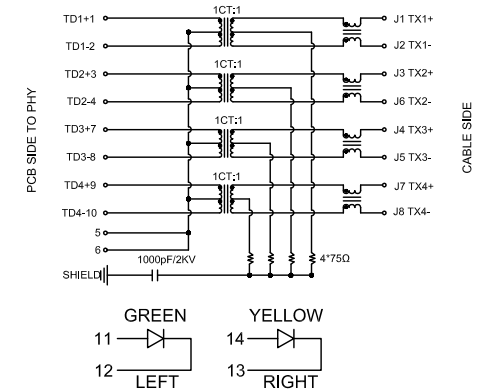 1CT:1
TD1+1
J1 TX1+
TD1-2
J2 TX1-
1CT:1
TD2+3
J3 TX2+
TD2-4
J6 TX2-
1CT:1
TD3+7
J4 TX3+
TD3-8
J5 TX3-
1CT:1
TD4+9
J7 TX4+
TD4-10
J8 TX4-
5
6
PCB SIDE TO PHY
CABLE SIDE
1000pF/2KV
4*75Ω
SHIELD
GREEN
11
12
LEFT
YELLOW
14
13
RIGHT